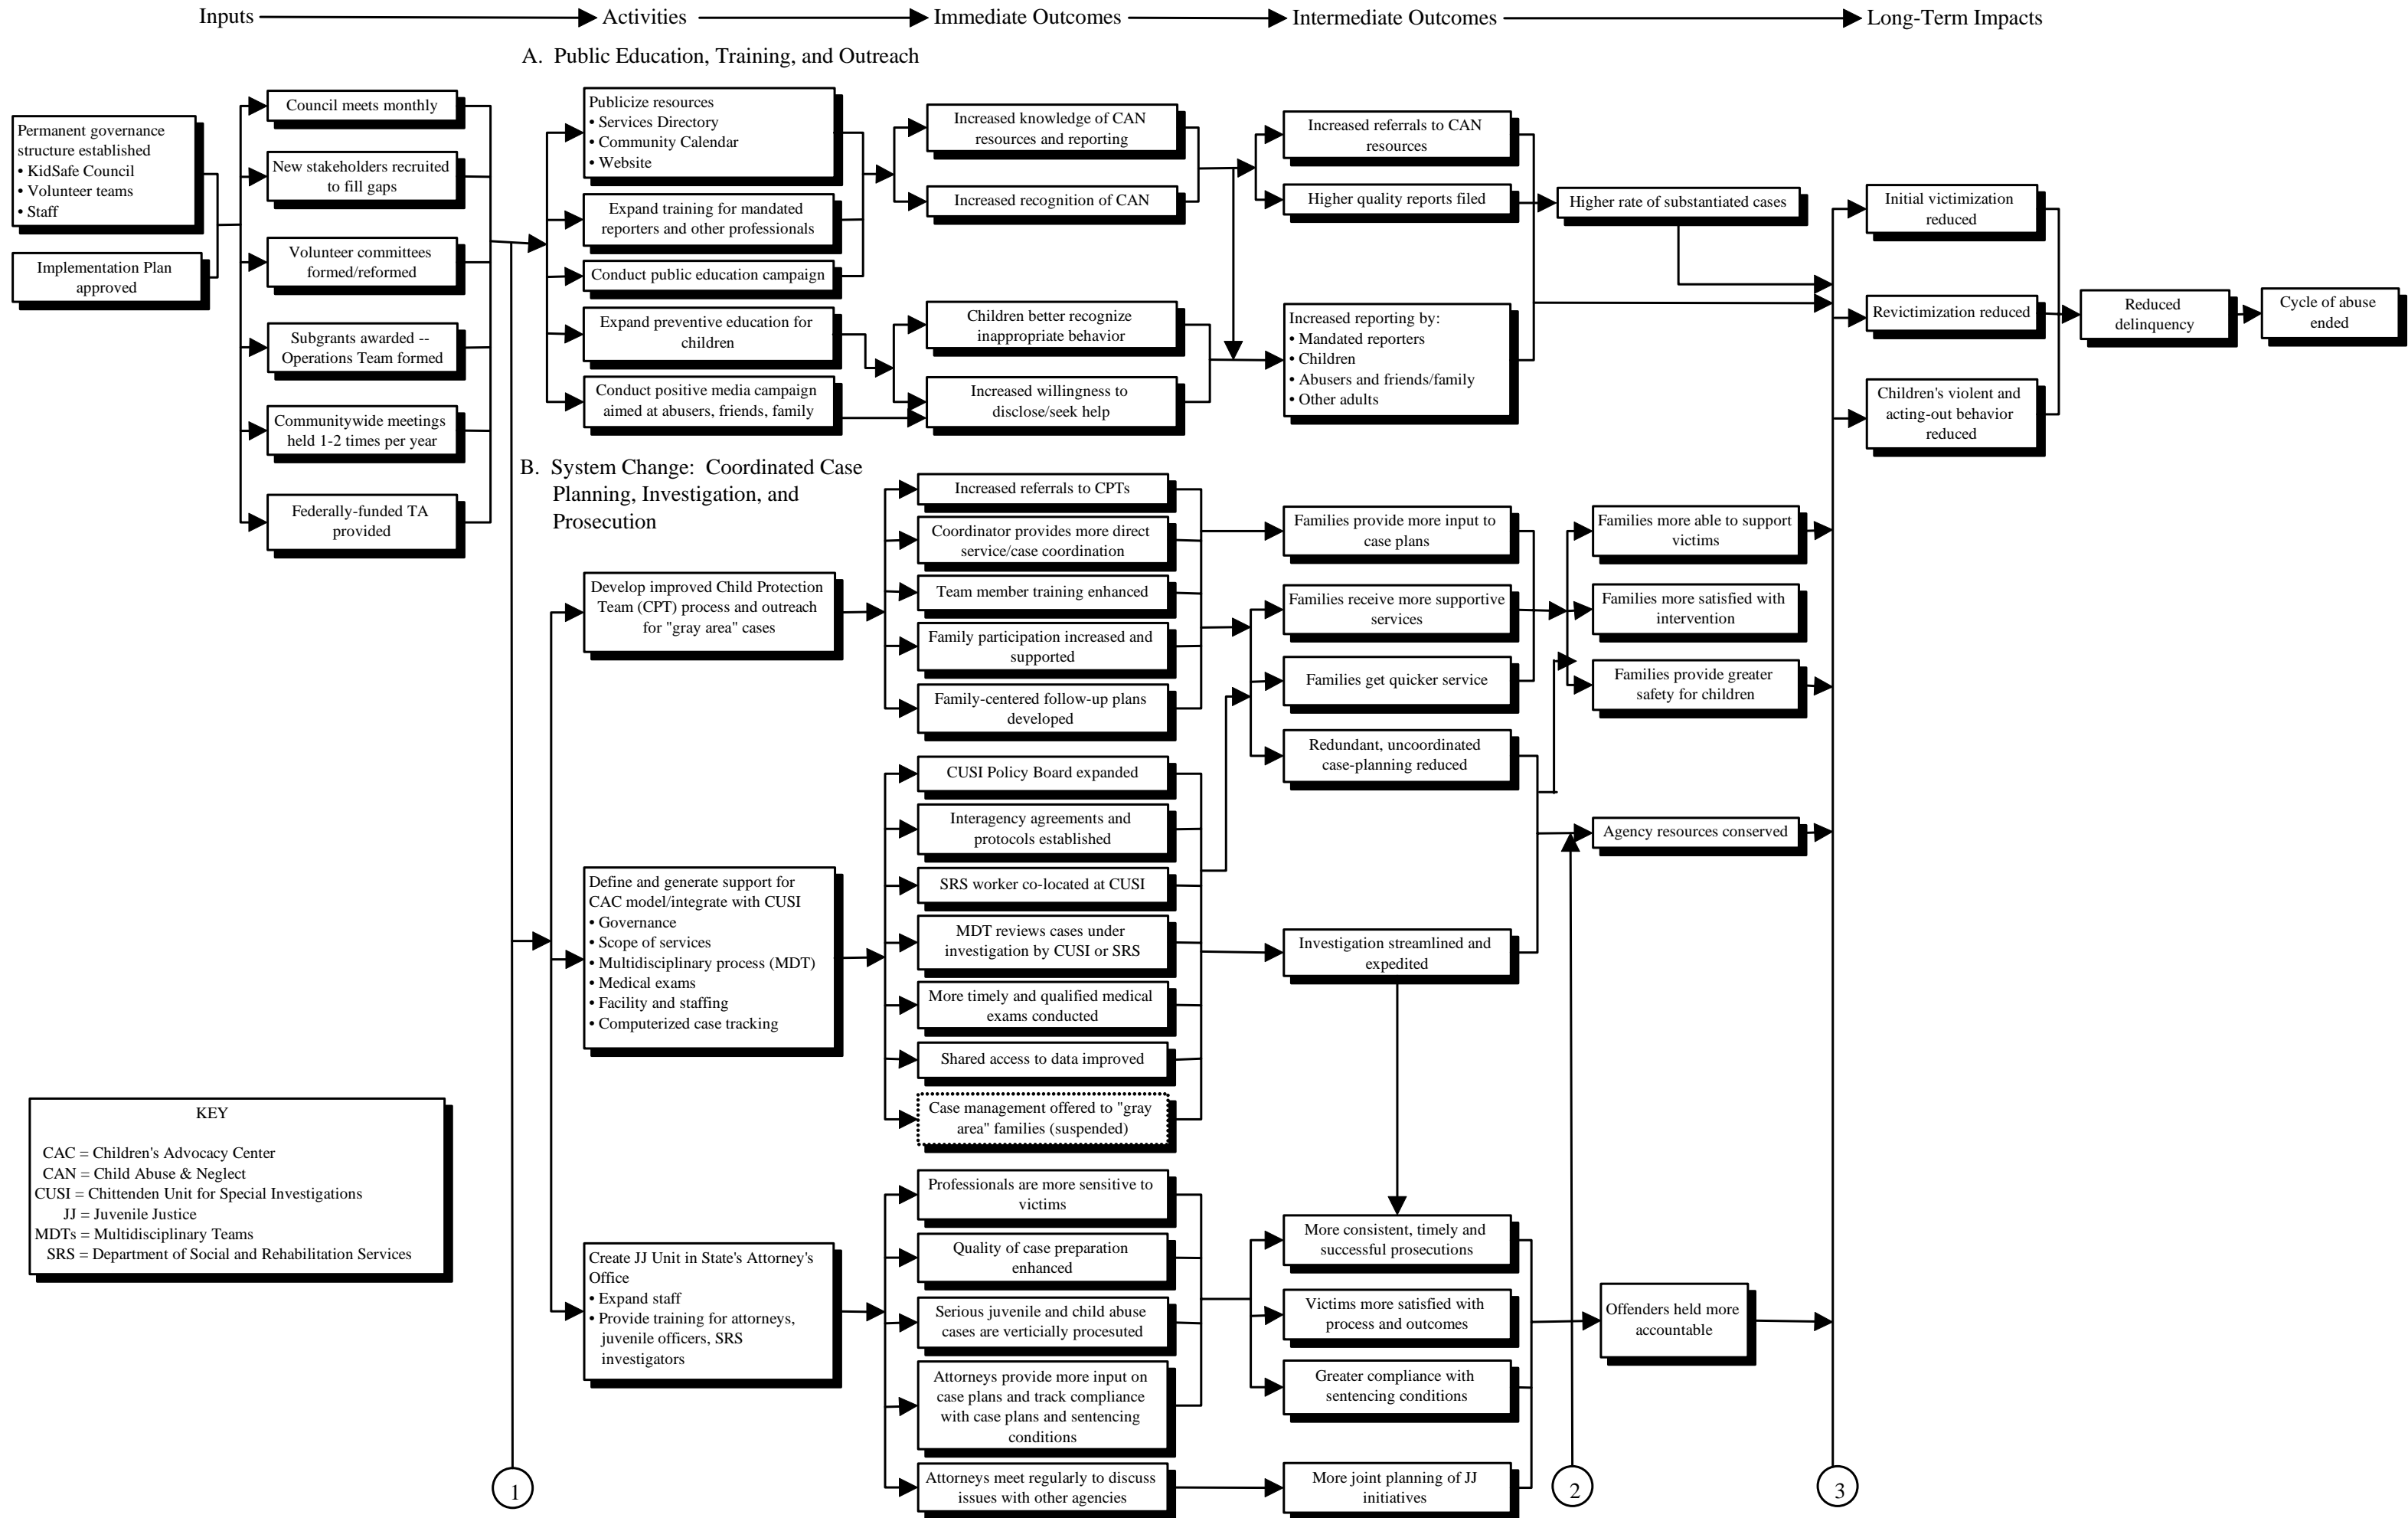 Inputs
Activities
Immediate Outcomes
Intermediate Outcomes
Long-Term Impacts
A. Public Education, Training, and Outreach
Permanent governance
structure established
• KidSafe Council
• Volunteer teams
• Staff
Implementation Plan
approved
Council meets monthly
New stakeholders recruited
to fill gaps
Volunteer committees
formed/reformed
Subgrants awarded --
Operations Team formed
Communitywide meetings
held 1-2 times per year
Federally-funded TA
provided
Publicize resources
• Services Directory
• Community Calendar
• Website
Expand training for mandated
reporters and other professionals
Conduct public education campaign
Expand preventive education for
children
Conduct positive media campaign
aimed at abusers, friends, family
Increased knowledge of CAN
resources and reporting
Increased recognition of CAN
Children better recognize
inappropriate behavior
Increased willingness to
disclose/seek help
Increased referrals to CAN
resources
Higher quality reports filed
Increased reporting by:
• Mandated reporters
• Children
• Abusers and friends/family
• Other adults
Higher rate of substantiated cases
Initial victimization
reduced
Revictimization reduced
Children's violent and
acting-out behavior
reduced
Reduced
delinquency
Cycle of abuse
ended
B. System Change: Coordinated Case
Planning, Investigation, and
Prosecution
Develop improved Child Protection
Team (CPT) process and outreach
for "gray area" cases
Increased referrals to CPTs
Coordinator provides more direct
service/case coordination
Team member training enhanced
Family participation increased and
supported
Family-centered follow-up plans
developed
Families provide more input to
case plans
Families receive more supportive
services
Families get quicker service
Redundant, uncoordinated
case-planning reduced
Families more able to support
victims
Families more satisfied with
intervention
Families provide greater
safety for children
Agency resources conserved
Define and generate support for
CAC model/integrate with CUSI
• Governance
• Scope of services
• Multidisciplinary process (MDT)
• Medical exams
• Facility and staffing
• Computerized case tracking
CUSI Policy Board expanded
Interagency agreements and
protocols established
SRS worker co-located at CUSI
MDT reviews cases under
investigation by CUSI or SRS
More timely and qualified medical
exams conducted
Shared access to data improved
Case management offered to "gray
area" families (suspended)
Investigation streamlined and
expedited
KEY
CAC = Children's Advocacy Center
CAN = Child Abuse & Neglect
CUSI = Chittenden Unit for Special Investigations
JJ = Juvenile Justice
MDTs = Multidisciplinary Teams
SRS = Department of Social and Rehabilitation Services
Create JJ Unit in State's Attorney's
Office
• Expand staff
• Provide training for attorneys,
juvenile officers, SRS
investigators
Professionals are more sensitive to
victims
Quality of case preparation
enhanced
Serious juvenile and child abuse
cases are verticially procesuted
Attorneys provide more input on
case plans and track compliance
with case plans and sentencing
conditions
Attorneys meet regularly to discuss
issues with other agencies
More consistent, timely and
successful prosecutions
Victims more satisfied with
process and outcomes
Greater compliance with
sentencing conditions
More joint planning of JJ
initiatives
Offenders held more
accountable
1
2
3